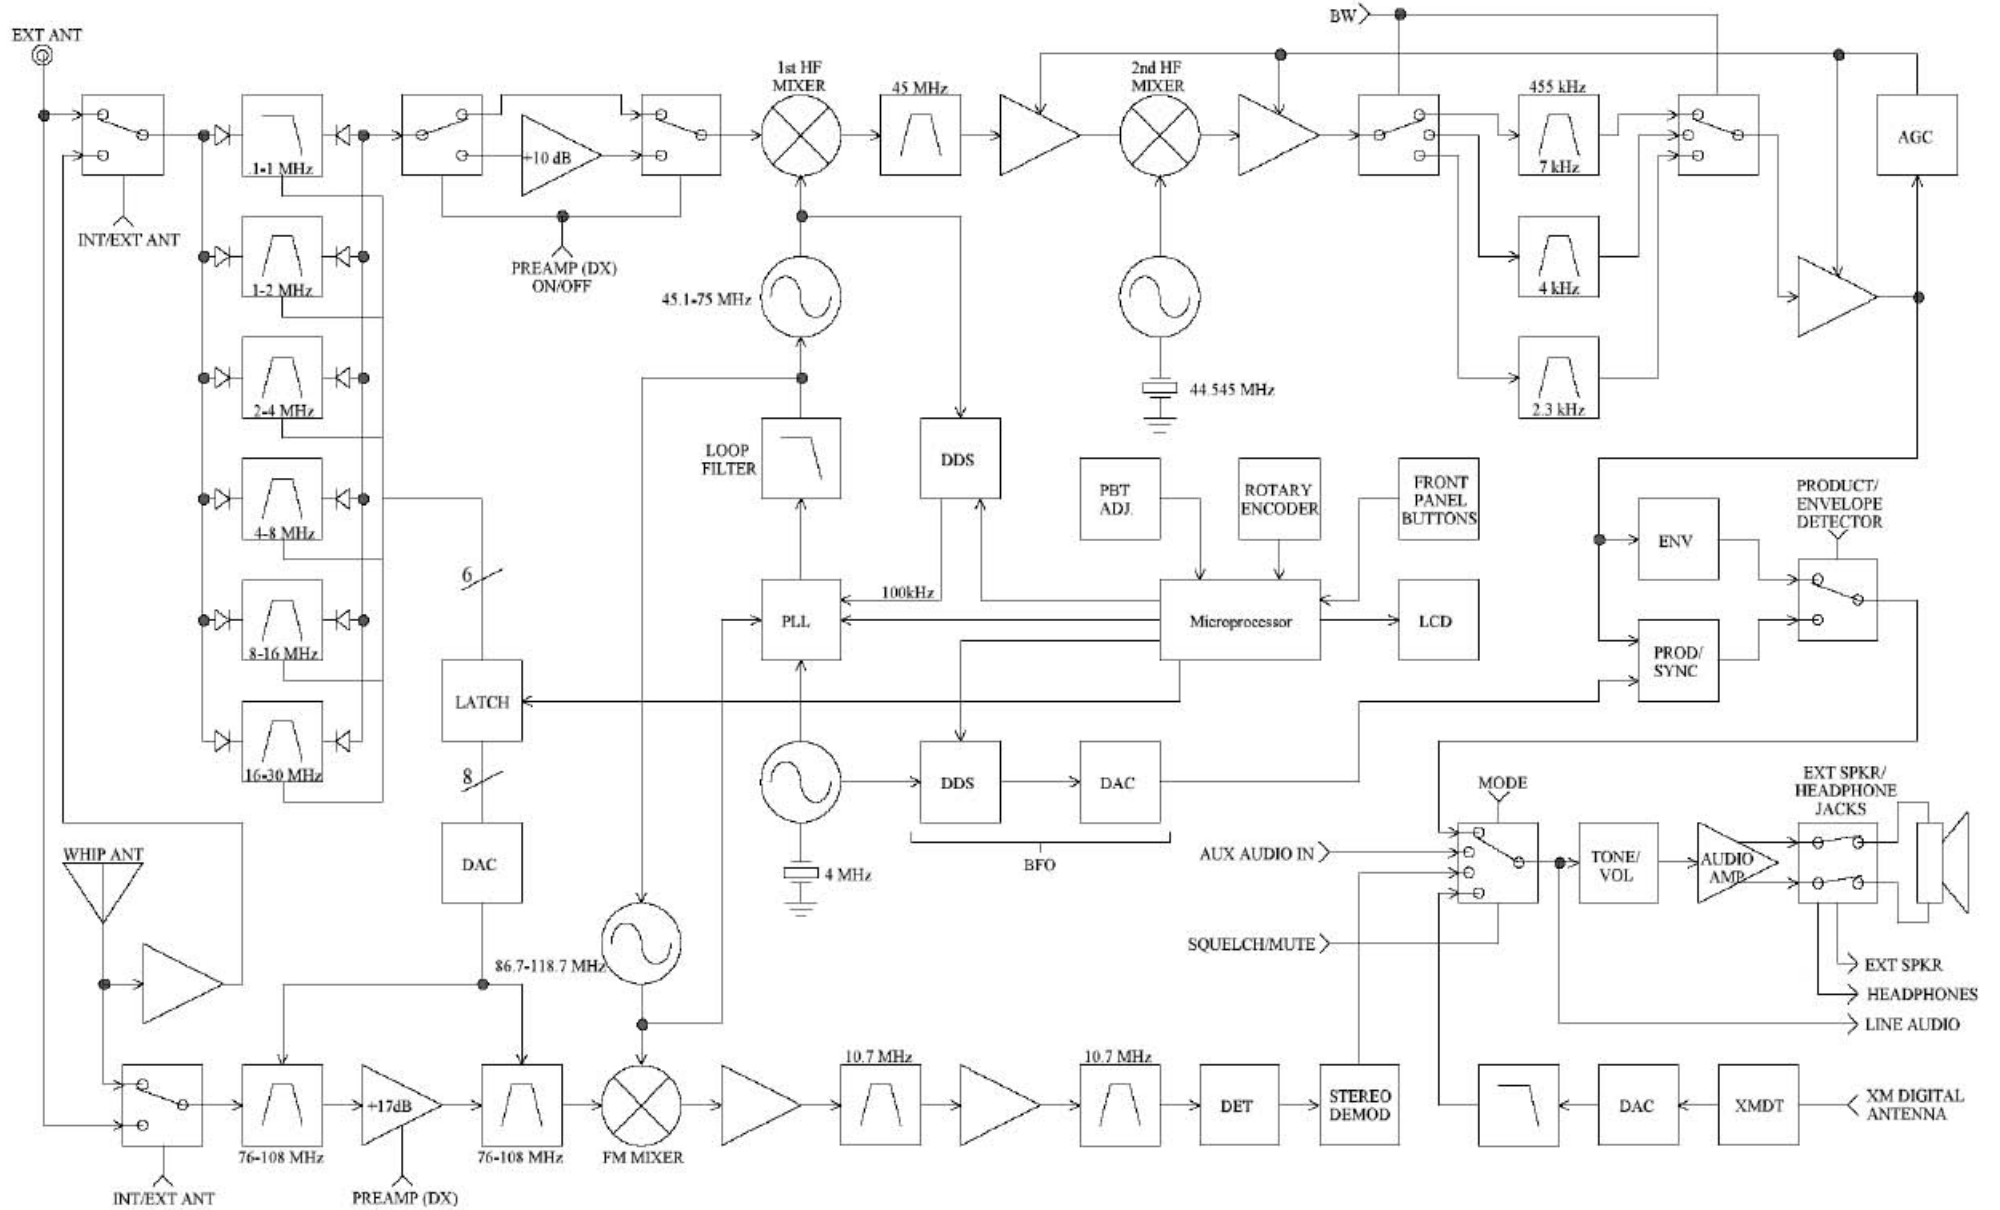 BW
EXT ANT
1st HF
MIXER
45 MHz
2nd HF
MIXER
455 kHz
.1-1 MHz
+10 dB
7 kHz
AGC
INT/EXT ANT
PREAMP (DX)
ON/OFF
1-2 MHz
45.1-75 MHz
4 kHz
2-4 MHz
44.545 MHz
2.3 kHz
LOOP
FILTER
DDS
PBT
ADJ.
ROTARY
ENCODER
FRONT
PANEL
BUTTONS
PRODUCT/
ENVELOPE
DETECTOR
4-8 MHz
ENV
6
100kHz
PLL
Microprocessor
LCD
8-16 MHz
PROD/
SYNC
LATCH
16-30 MHz
8
DDS
DAC
MODE
EXT SPKR/
HEADPHONE
JACKS
BFO
WHIP ANT
DAC
4 MHz
AUX AUDIO IN
TONE/
VOL
AUDIO
AMP
SQUELCH/MUTE
86.7-118.7 MHz
EXT SPKR
HEADPHONES
LINE AUDIO
10.7 MHz
10.7 MHz
+17dB
DET
STEREO
DEMOD
DAC
XMDT
XM DIGITAL
ANTENNA
76-108 MHz
76-108 MHz
FM MIXER
INT/EXT ANT
PREAMP (DX)